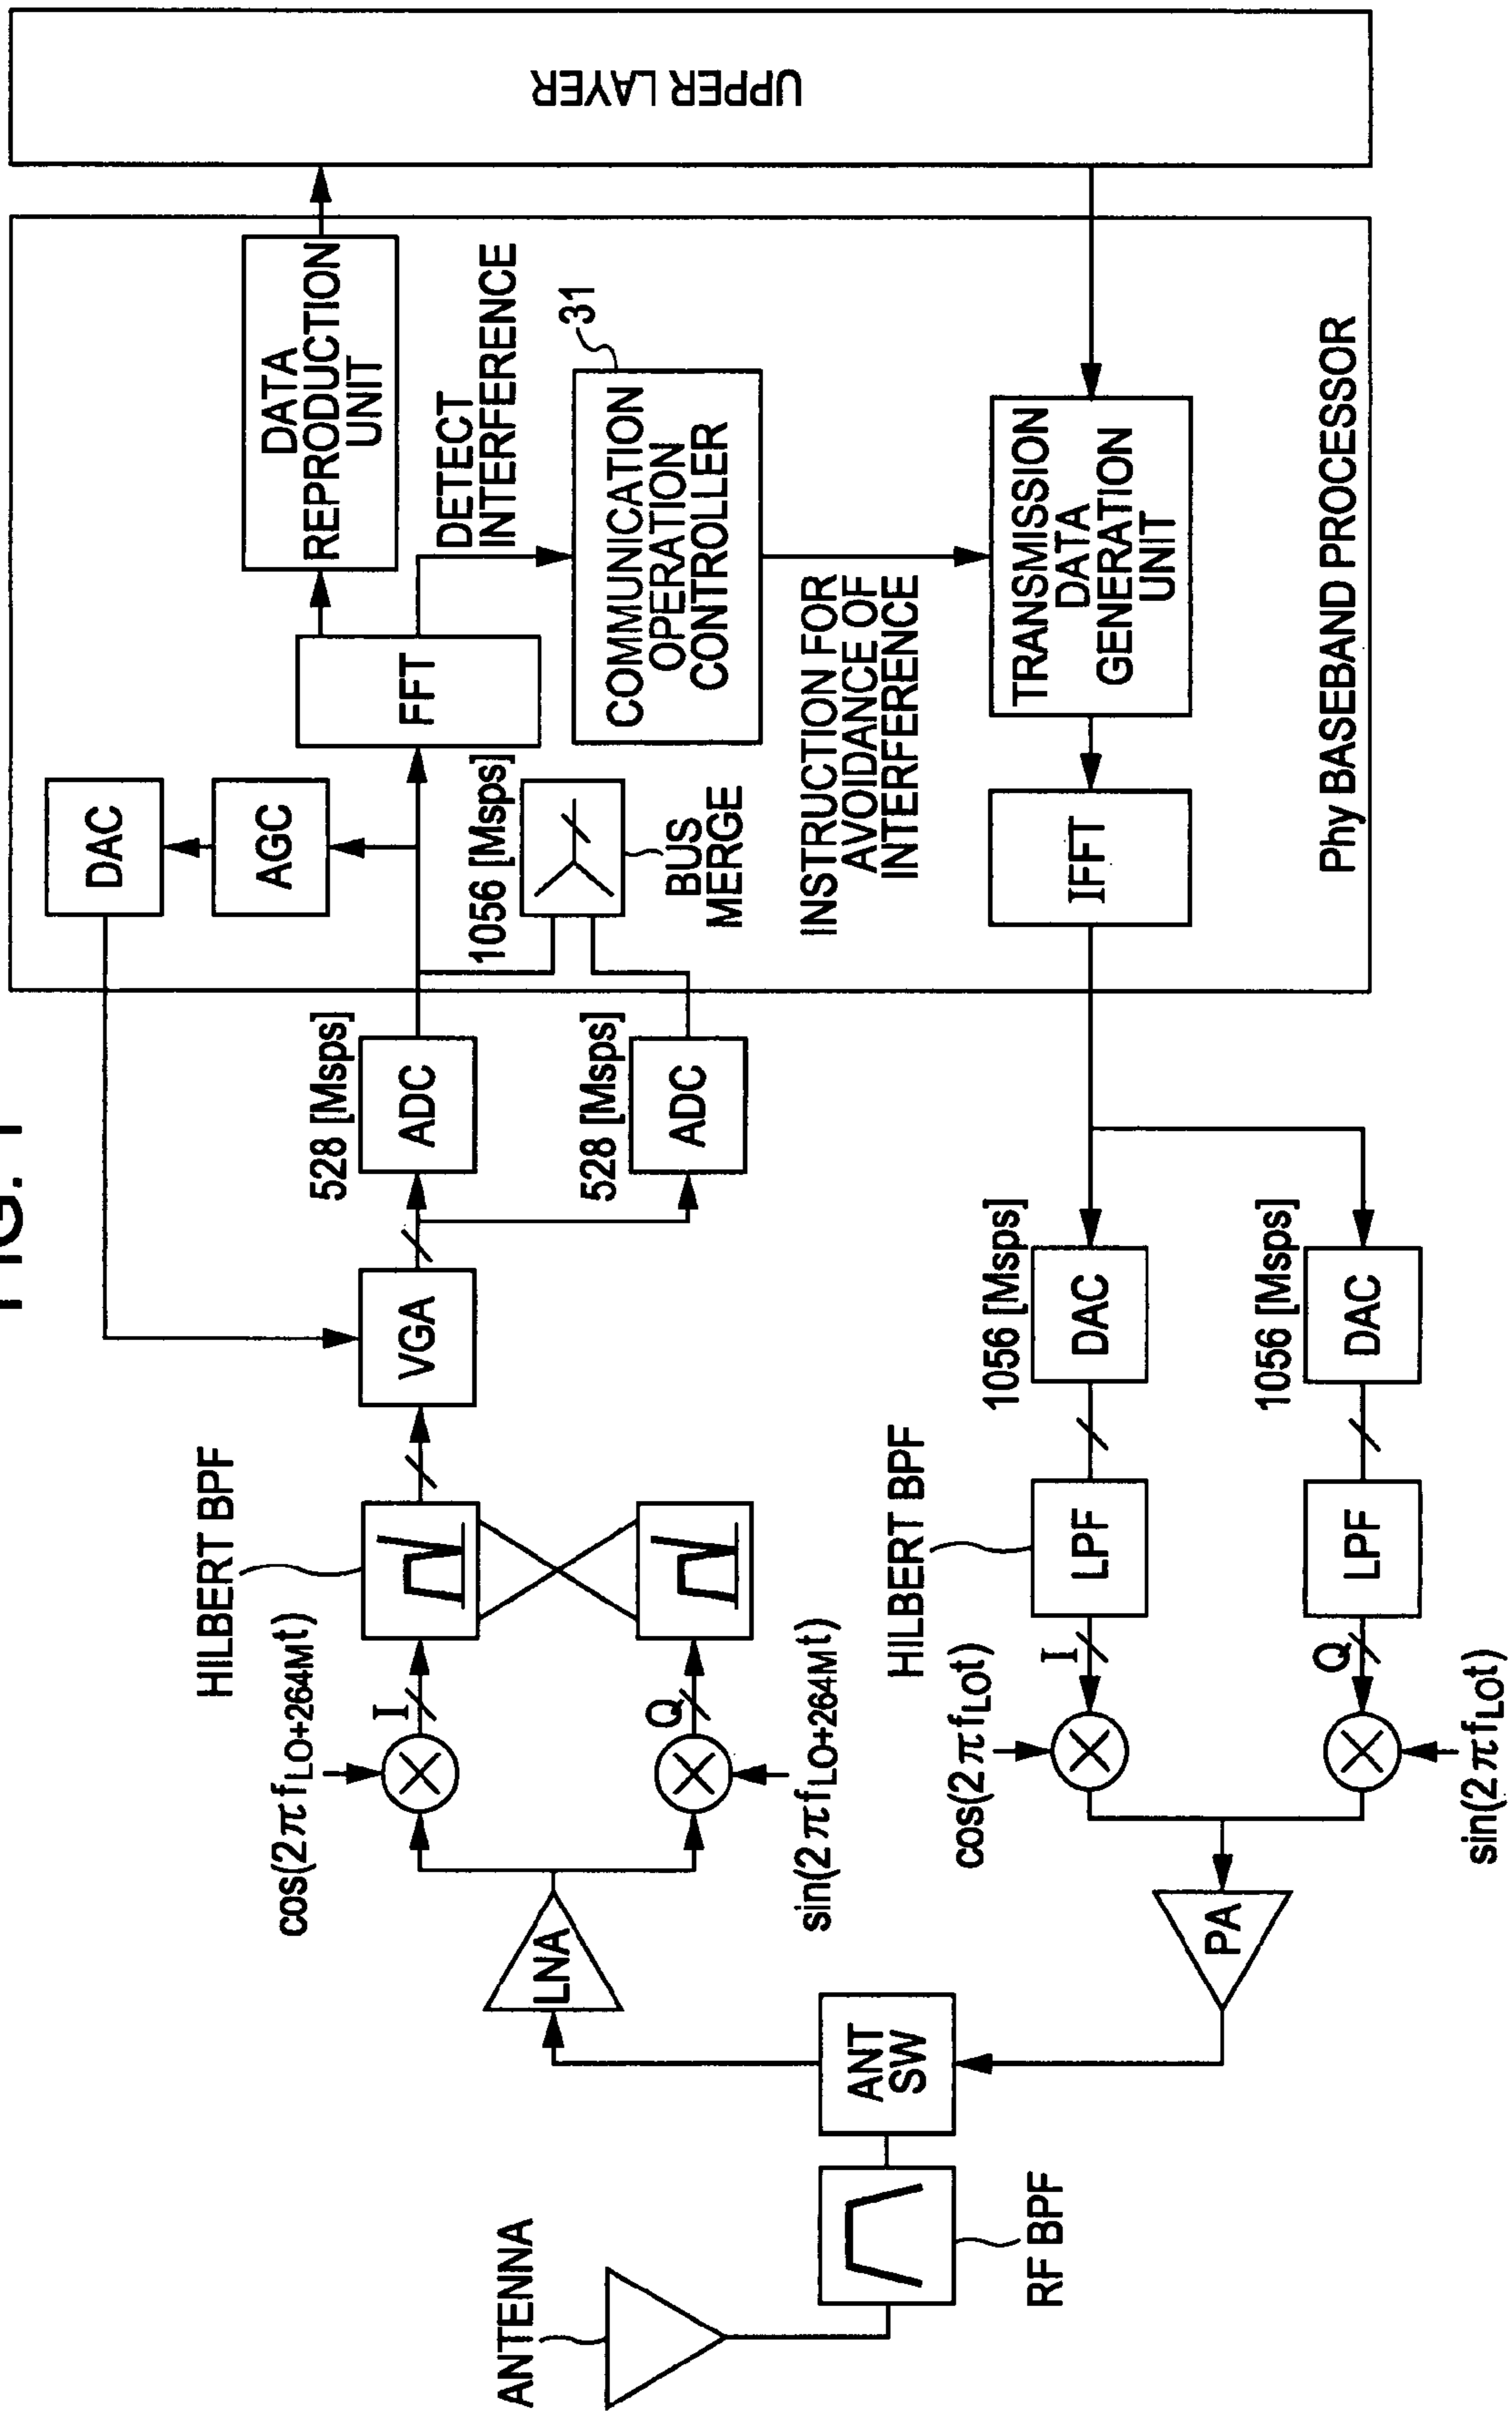 FIG. 1
ANTENNA
RF BPF
ANT
SW
LNA
PA
cos(2πfLO+264Mt)
I
Q
sin(2πfLO+264Mt)
HILBERT BPF
VGA
528 [Msps]
ADC
528 [Msps]
ADC
DAC
AGC
1056 [Msps]
BUS
MERGE
FFT
DATA
REPRODUCTION
UNIT
DETECT
INTERFERENCE
31
COMMUNICATION
OPERATION
CONTROLLER
INSTRUCTION FOR
AVOIDANCE OF
INTERFERENCE
TRANSMISSION
DATA
GENERATION
UNIT
IFFT
Phy BASEBAND PROCESSOR
UPPER LAYER
HILBERT BPF
cos(2πfLOt)
I
LPF
1056 [Msps]
DAC
Q
LPF
1056 [Msps]
DAC
sin(2πfLOt)